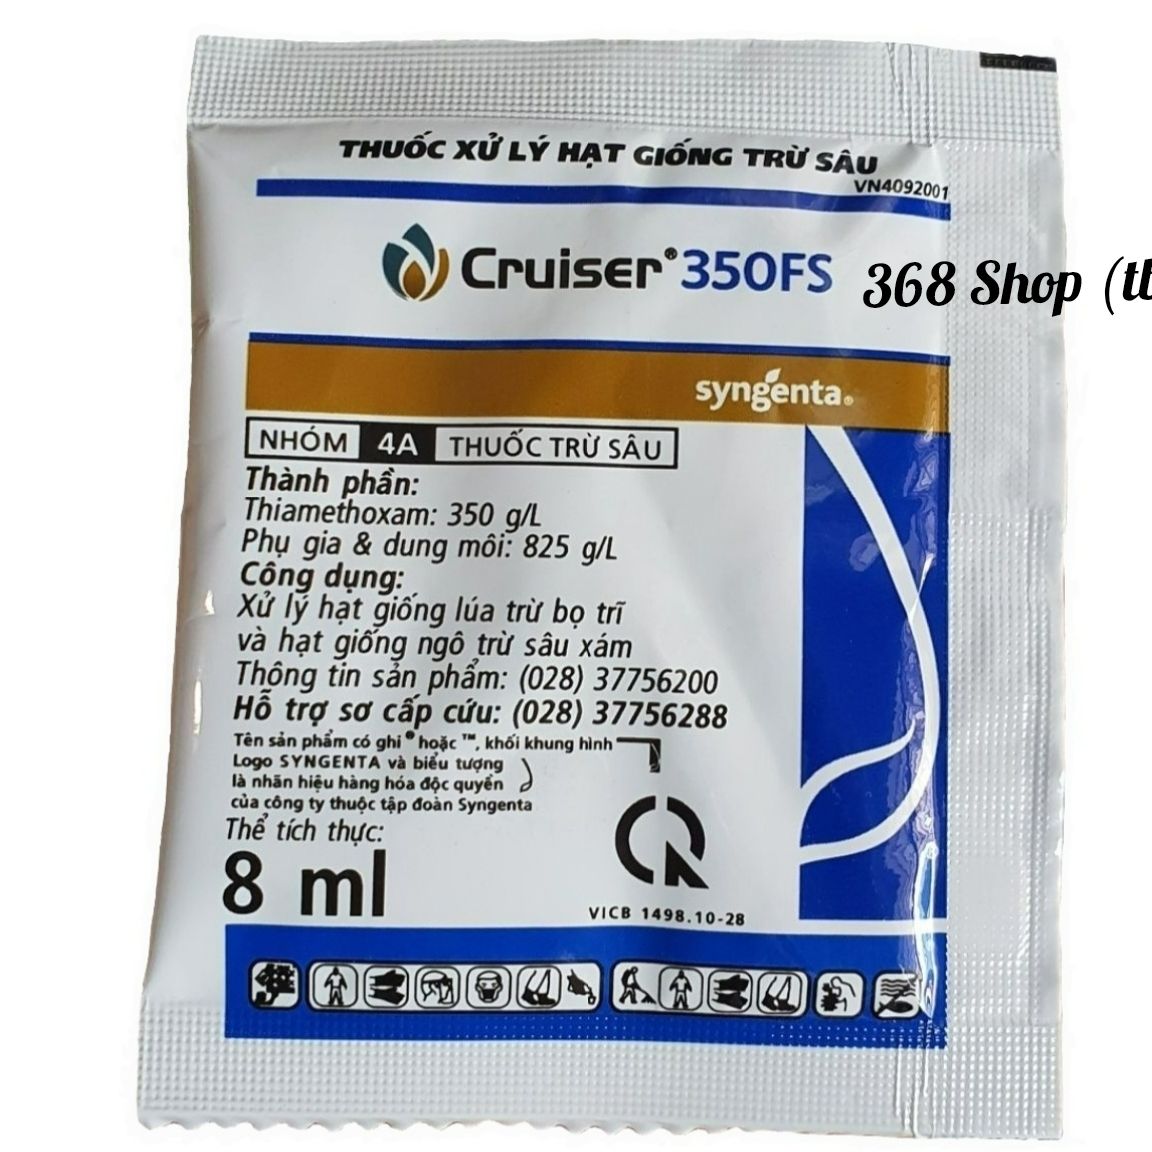 THUỐC XỬ LÝ HẠT GIỐNG TRỪ SÂU
VN4092001
Cruiser® 350FS
368 Shop (tt
syngenta®
NHÓM 4A THUỐC TRỪ SÂU
Thành phần:
Thiamethoxam: 350 g/L
Phụ gia & dung môi: 825 g/L
Công dụng:
Xử lý hạt giống lúa trừ bọ trĩ
và hạt giống ngô trừ sâu xám
Thông tin sản phẩm: (028) 37756200
Hỗ trợ sơ cấp cứu: (028) 37756288
Tên sản phẩm có ghi ® hoặc ™, khối khung hình
Logo SYNGENTA và biểu tượng
là nhãn hiệu hàng hóa độc quyền
của công ty thuộc tập đoàn Syngenta
Thể tích thực:
8 ml
VICB 1498.10-28